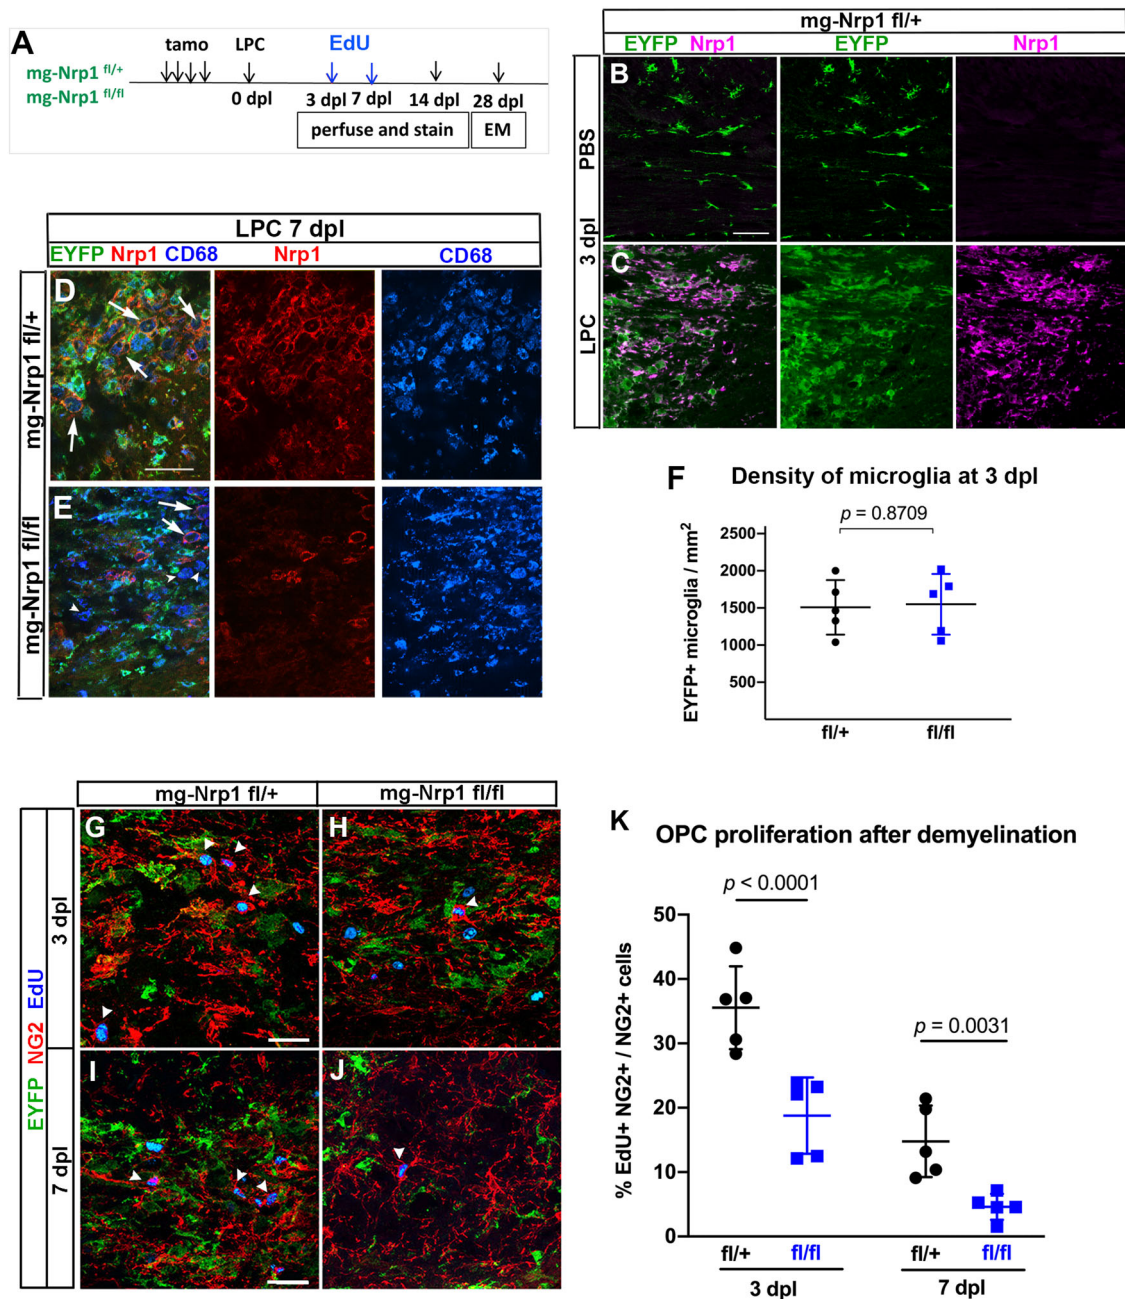 A
tamo LPC EdU
mg-Nrp1 fl/+
mg-Nrp1 fl/fl
0 dpl 3 dpl 7 dpl 14 dpl 28 dpl
perfuse and stain EM
mg-Nrp1 fl/+
EYFP Nrp1 EYFP Nrp1
B
PBS
3 dpl
C
LPC
LPC 7 dpl
EYFP Nrp1 CD68 Nrp1 CD68
D
mg-Nrp1 fl/+
E
mg-Nrp1 fl/fl
F Density of microglia at 3 dpl
p = 0.8709
2500
2000
1500
1000
500
EYFP+ microglia / mm2
fl/+ fl/fl
mg-Nrp1 fl/+ mg-Nrp1 fl/fl
EYFP NG2 EdU
3 dpl
G H
7 dpl
I J
K OPC proliferation after demyelination
p < 0.0001
p = 0.0031
50
40
30
20
10
0
% EdU+ NG2+ / NG2+ cells
fl/+ fl/fl fl/+ fl/fl
3 dpl 7 dpl